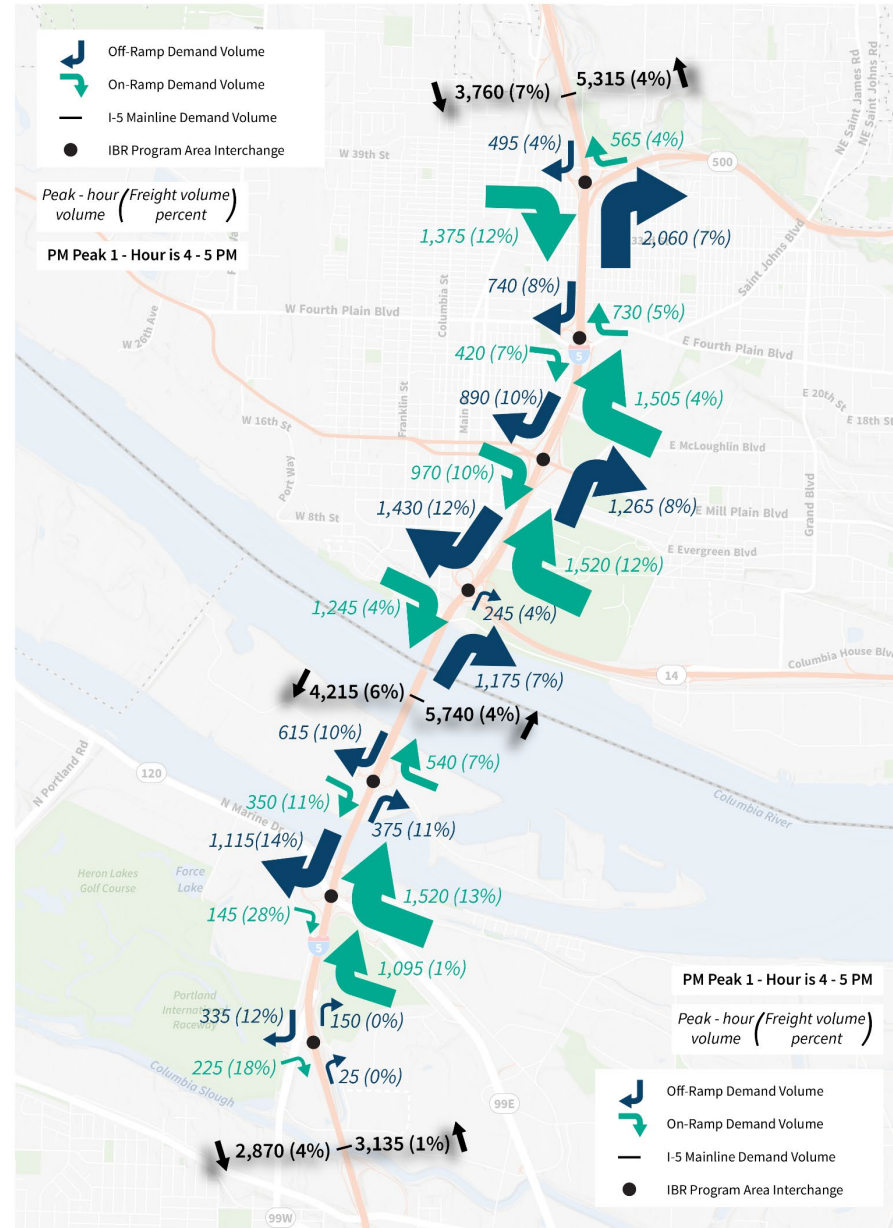 Off-Ramp Demand Volume
On-Ramp Demand Volume
I-5 Mainline Demand Volume
IBR Program Area Interchange
Peak - hour volume (Freight volume percent)
PM Peak 1 - Hour is 4 - 5 PM
3,760 (7%)
5,315 (4%)
NE Saint James Rd
NE Saint Johns Rd
495 (4%)
565 (4%)
W 39th St
500
1,375 (12%)
2,060 (7%)
Saint Johns Blvd
740 (8%)
730 (5%)
Columbia St
W Fourth Plain Blvd
W 26th Ave
E Fourth Plain Blvd
420 (7%)
5
890 (10%)
1,505 (4%)
E 20th St
E 18th St
Franklin St
Main
W 16th St
E McLoughlin Blvd
970 (10%)
Port Way
Grand Blvd
1,430 (12%)
1,265 (8%)
E Mill Plain Blvd
W 8th St
E Evergreen Blvd
1,520 (12%)
1,245 (4%)
245 (4%)
Columbia House Blv
14
1,175 (7%)
4,215 (6%)
5,740 (4%)
615 (10%)
540 (7%)
N Portland Rd
120
350 (11%)
375 (11%)
Columbia River
N Marine Dr
1,115(14%)
Heron Lakes
Golf Course
Force
Lake
1,520 (13%)
145 (28%)
5
1,095 (1%)
Portland
Internation
Raceway
335 (12%)
150 (0%)
225 (18%)
25 (0%)
Columbia Slough
99E
2,870 (4%)
3,135 (1%)
99W
PM Peak 1 - Hour is 4 - 5 PM
Peak - hour volume (Freight volume percent)
Off-Ramp Demand Volume
On-Ramp Demand Volume
I-5 Mainline Demand Volume
IBR Program Area Interchange